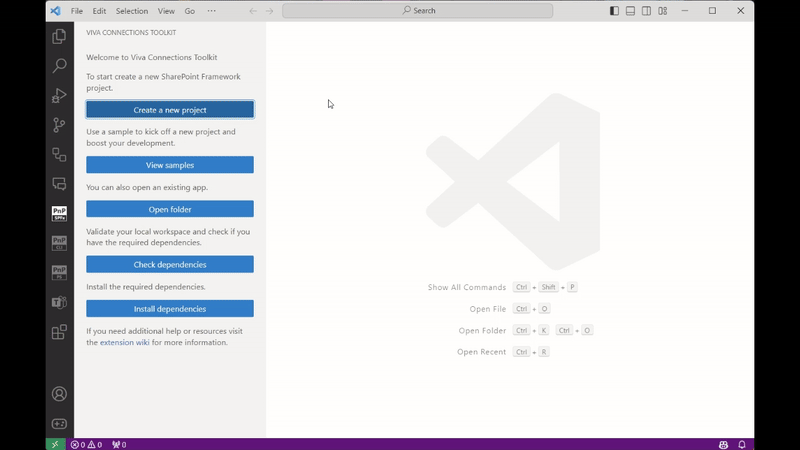 File Edit Selection View Go ··· Search
VIVA CONNECTIONS TOOLKIT
Welcome to Viva Connections Toolkit
To start create a new SharePoint Framework
project.
Create a new project
Use a sample to kick off a new project and
boost your development.
View samples
You can also open an existing app.
Open folder
Validate your local workspace and check if you
have the required dependencies.
Check dependencies
Install the required dependencies.
Install dependencies
If you need additional help or resources visit
the extension wiki for more information.
PnP
SPFx
PnP
PnP
Show All Commands Ctrl + Shift + P
Open File Ctrl + O
Open Folder Ctrl + K Ctrl + O
Open Recent Ctrl + R
0 0 0